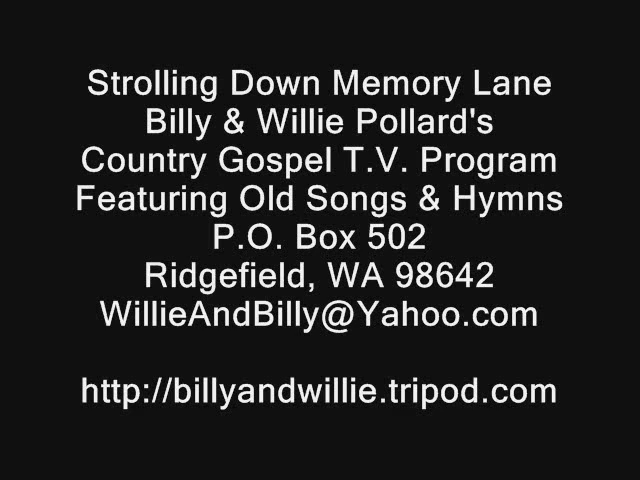 Strolling Down Memory Lane
Billy & Willie Pollard's
Country Gospel T.V. Program
Featuring Old Songs & Hymns
P.O. Box 502
Ridgefield, WA 98642
WillieAndBilly@Yahoo.com
http://billyandwillie.tripod.com